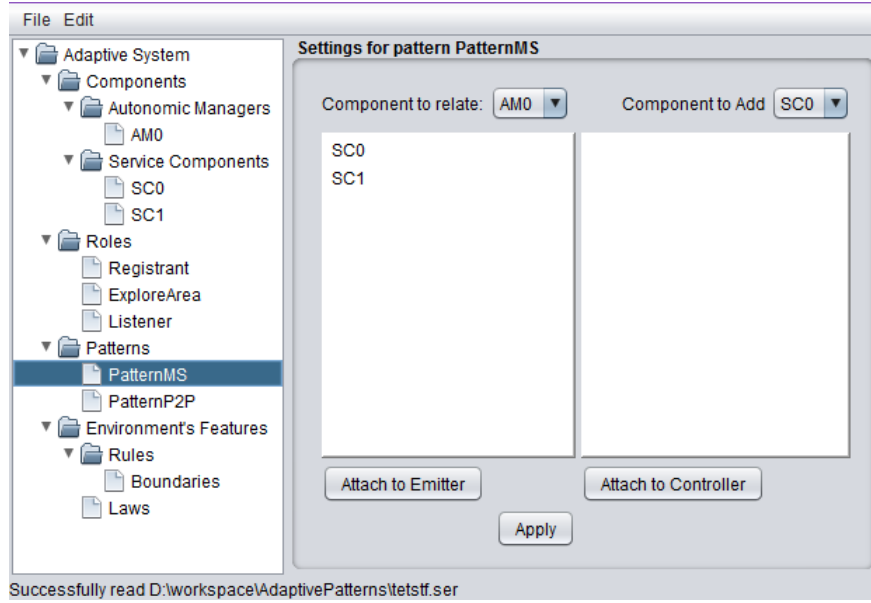 File Edit
Adaptive System
Components
Autonomic Managers
AM0
Service Components
SC0
SC1
Roles
Registrant
ExploreArea
Listener
Patterns
PatternMS
PatternP2P
Environment's Features
Rules
Boundaries
Laws
Settings for pattern PatternMS
Component to relate: AM0 Component to Add SC0
SC0
SC1
Attach to Emitter Attach to Controller
Apply
Successfully read D:\workspace\AdaptivePatterns\tetstf.ser